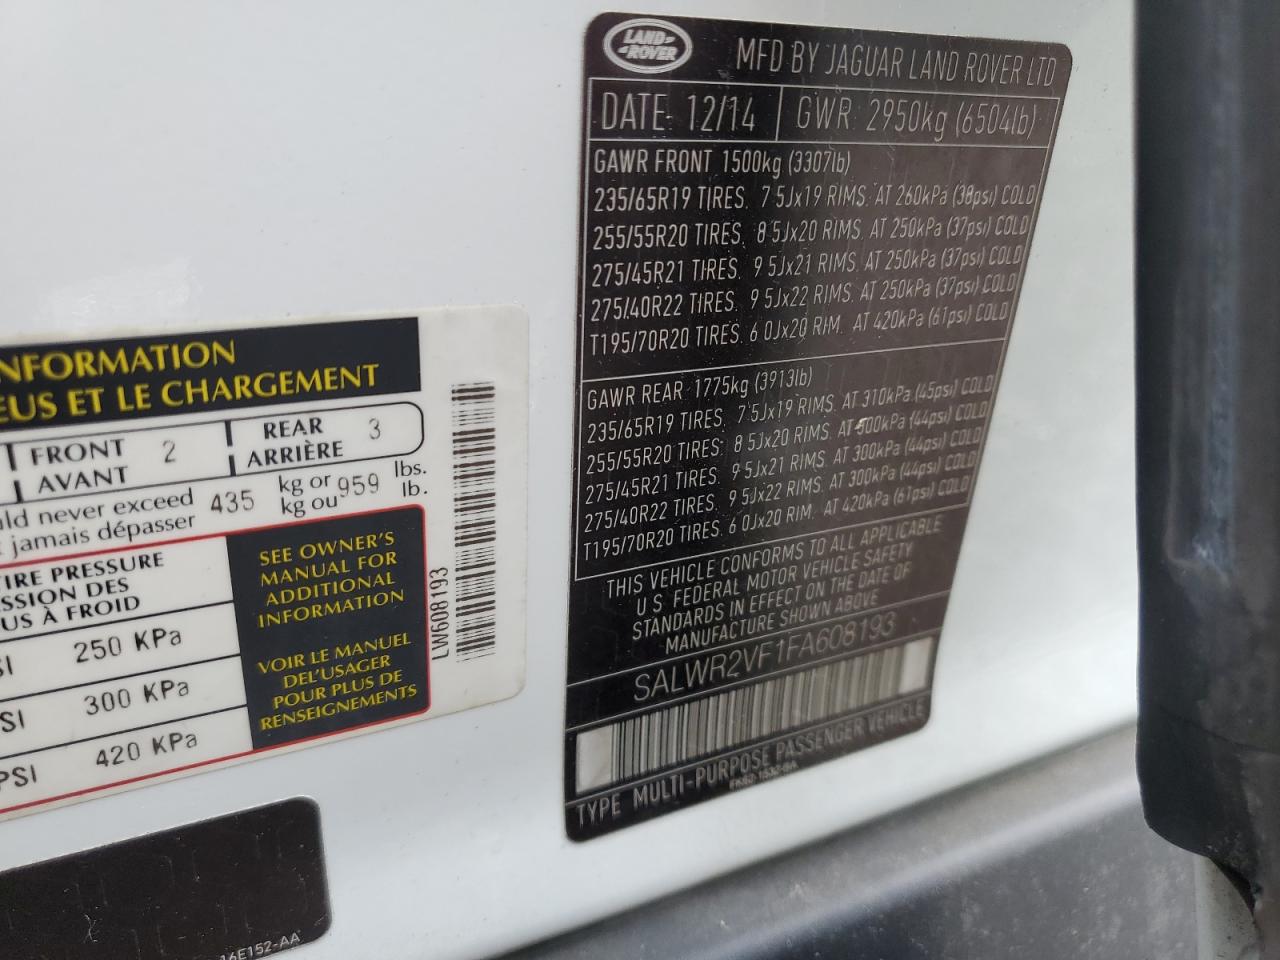 LAND ROVER
MFD BY JAGUAR LAND ROVER LTD
DATE: 12/14 GWR: 2950kg (6504lb)
GAWR FRONT 1500kg (3307lb)
235/65R19 TIRES. 7.5Jx19 RIMS. AT 260kPa (38psi) COLD
255/55R20 TIRES. 8.5Jx20 RIMS. AT 250kPa (37psi) COLD
275/45R21 TIRES. 9.5Jx21 RIMS. AT 250kPa (37psi) COLD
275/40R22 TIRES. 9.5Jx22 RIMS. AT 250kPa (37psi) COLD
T195/70R20 TIRES. 6.0Jx20 RIM. AT 420kPa (61psi) COLD
GAWR REAR 1775kg (3913lb)
235/65R19 TIRES. 7.5Jx19 RIMS. AT 310kPa (45psi) COLD
255/55R20 TIRES. 8.5Jx20 RIMS. AT 300kPa (44psi) COLD
275/45R21 TIRES. 9.5Jx21 RIMS. AT 300kPa (44psi) COLD
275/40R22 TIRES. 9.5Jx22 RIMS. AT 300kPa (44psi) COLD
T195/70R20 TIRES. 6.0Jx20 RIM. AT 420kPa (61psi) COLD
THIS VEHICLE CONFORMS TO ALL APPLICABLE
U.S. FEDERAL MOTOR VEHICLE SAFETY
STANDARDS IN EFFECT ON THE DATE OF
MANUFACTURE SHOWN ABOVE
SALWR2VF1FA608193
TYPE MULTI-PURPOSE PASSENGER VEHICLE
NFORMATION
EUS ET LE CHARGEMENT
FRONT 2 REAR 3
AVANT ARRIÈRE
uld never exceed 435 kg or 959 lbs.
jamais dépasser kg ou lb.
TIRE PRESSURE
SSION DES
US À FROID
SI 250 KPa
SI 300 KPa
PSI 420 KPa
SEE OWNER'S
MANUAL FOR
ADDITIONAL
INFORMATION
VOIR LE MANUEL
DEL'USAGER
POUR PLUS DE
RENSEIGNEMENTS
LW608193
16E152-AA